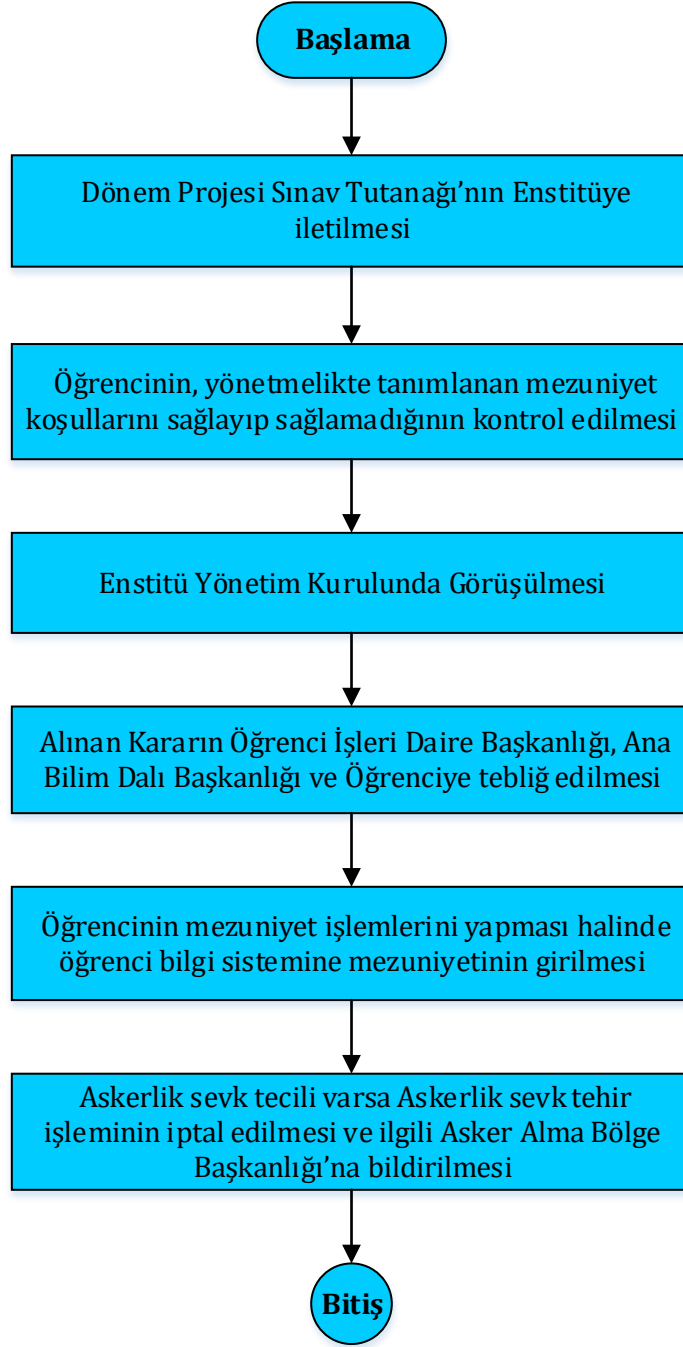 Başlama
Dönem Projesi Sınav Tutanağı’nın Enstitüye
iletilmesi
Öğrencinin, yönetmelikte tanımlanan mezuniyet
koşullarını sağlayıp sağlamadığının kontrol edilmesi
Enstitü Yönetim Kurulunda Görüşülmesi
Alınan Kararın Öğrenci İşleri Daire Başkanlığı, Ana
Bilim Dalı Başkanlığı ve Öğrenciye tebliğ edilmesi
Öğrencinin mezuniyet işlemlerini yapması halinde
öğrenci bilgi sistemine mezuniyetinin girilmesi
Askerlik sevk tecili varsa Askerlik sevk tehir
işleminin iptal edilmesi ve ilgili Asker Alma Bölge
Başkanlığı’na bildirilmesi
Bitiş